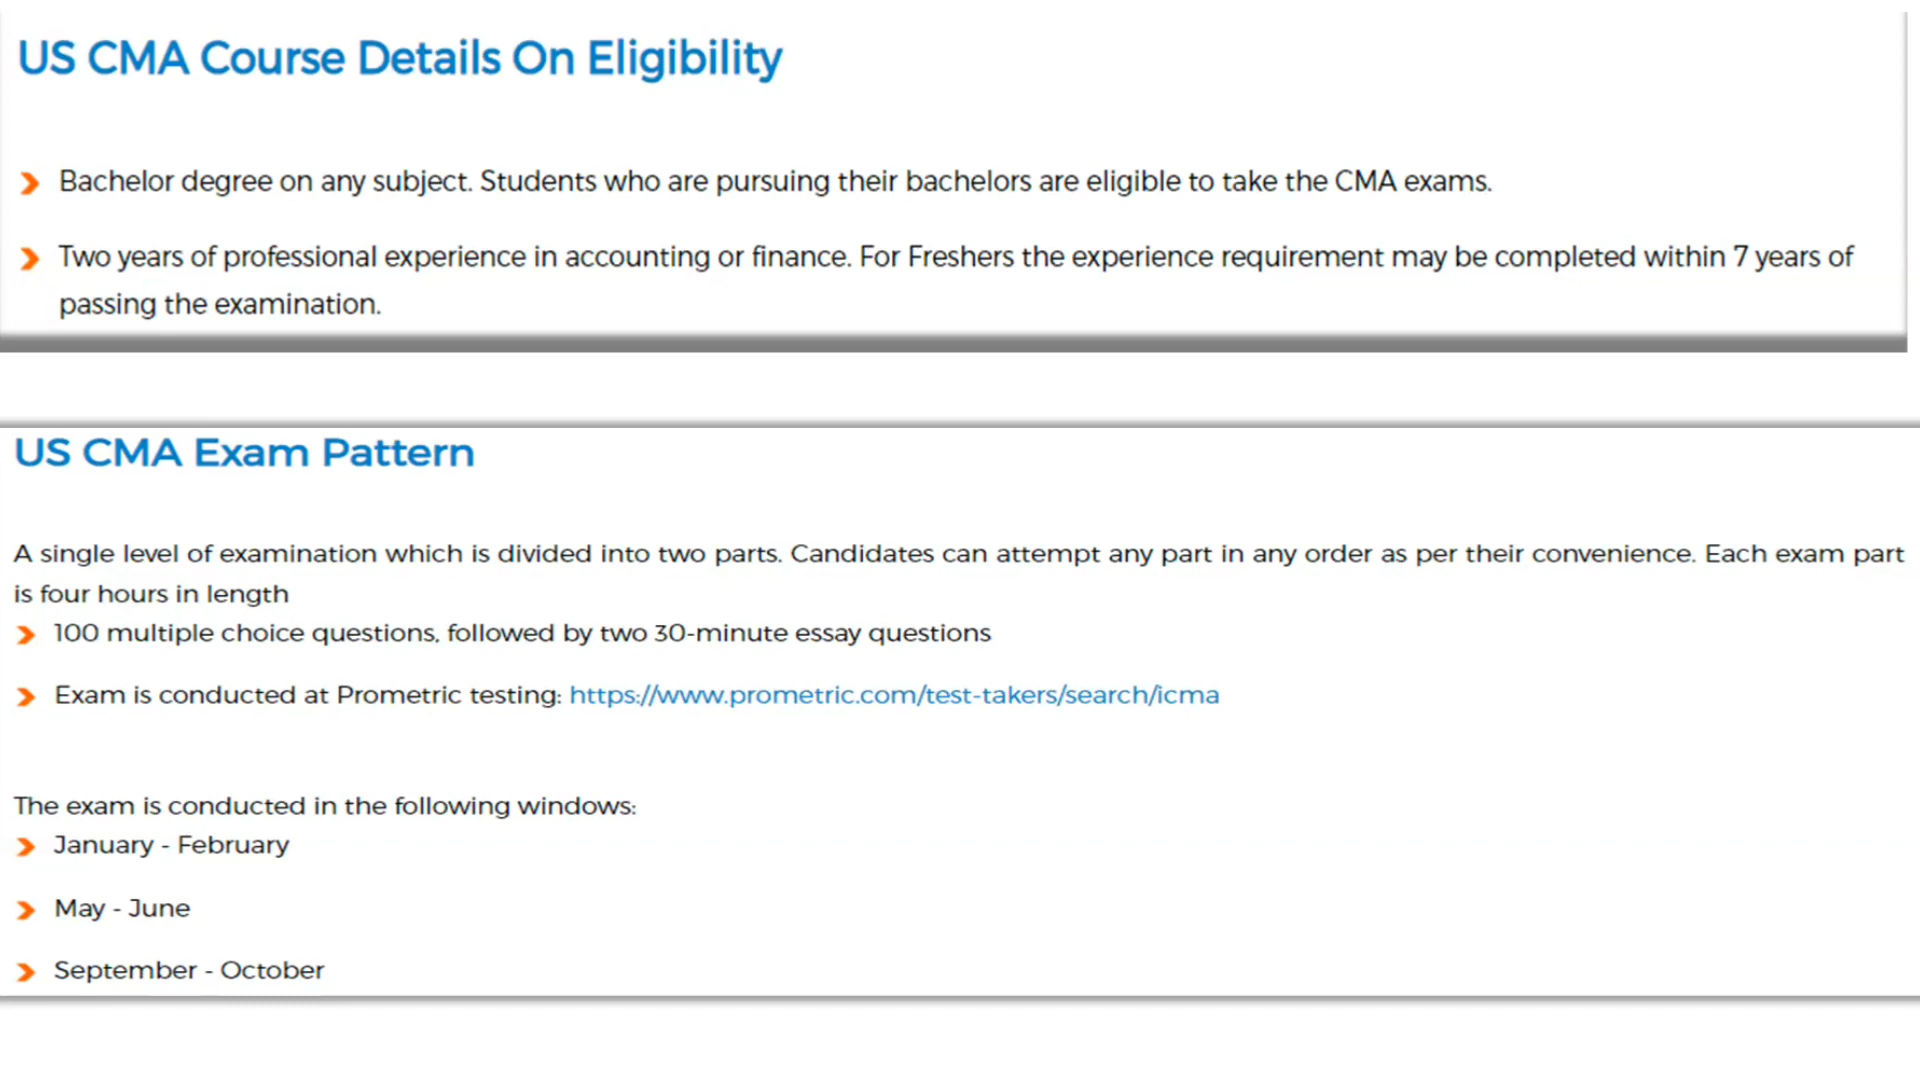 US CMA Course Details On Eligibility
Bachelor degree on any subject. Students who are pursuing their bachelors are eligible to take the CMA exams.
Two years of professional experience in accounting or finance. For Freshers the experience requirement may be completed within 7 years of
passing the examination.
US CMA Exam Pattern
A single level of examination which is divided into two parts. Candidates can attempt any part in any order as per their convenience. Each exam part
is four hours in length
100 multiple choice questions, followed by two 30-minute essay questions
Exam is conducted at Prometric testing: https://www.prometric.com/test-takers/search/icma
The exam is conducted in the following windows:
January - February
May - June
September - October